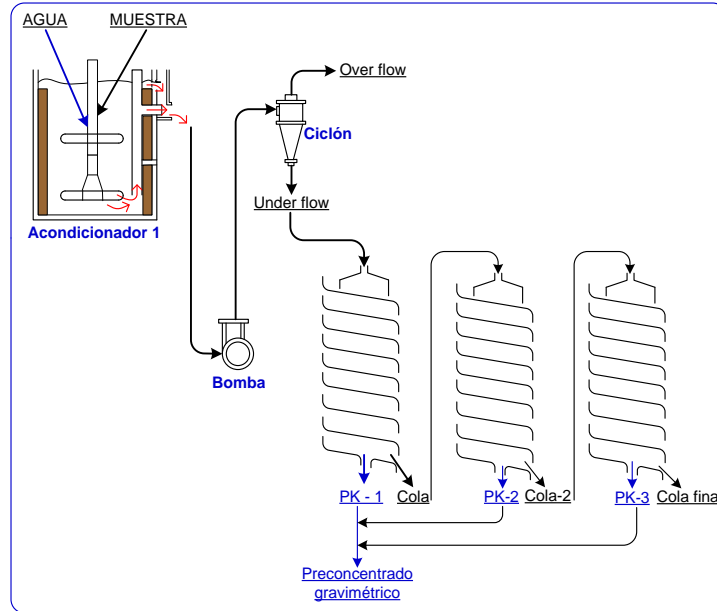 AGUA MUESTRA
Over flow
Ciclón
Under flow
Acondicionador 1
Bomba
PK - 1 Cola PK-2 Cola-2 PK-3 Cola fina
Preconcentrado
gravimétrico